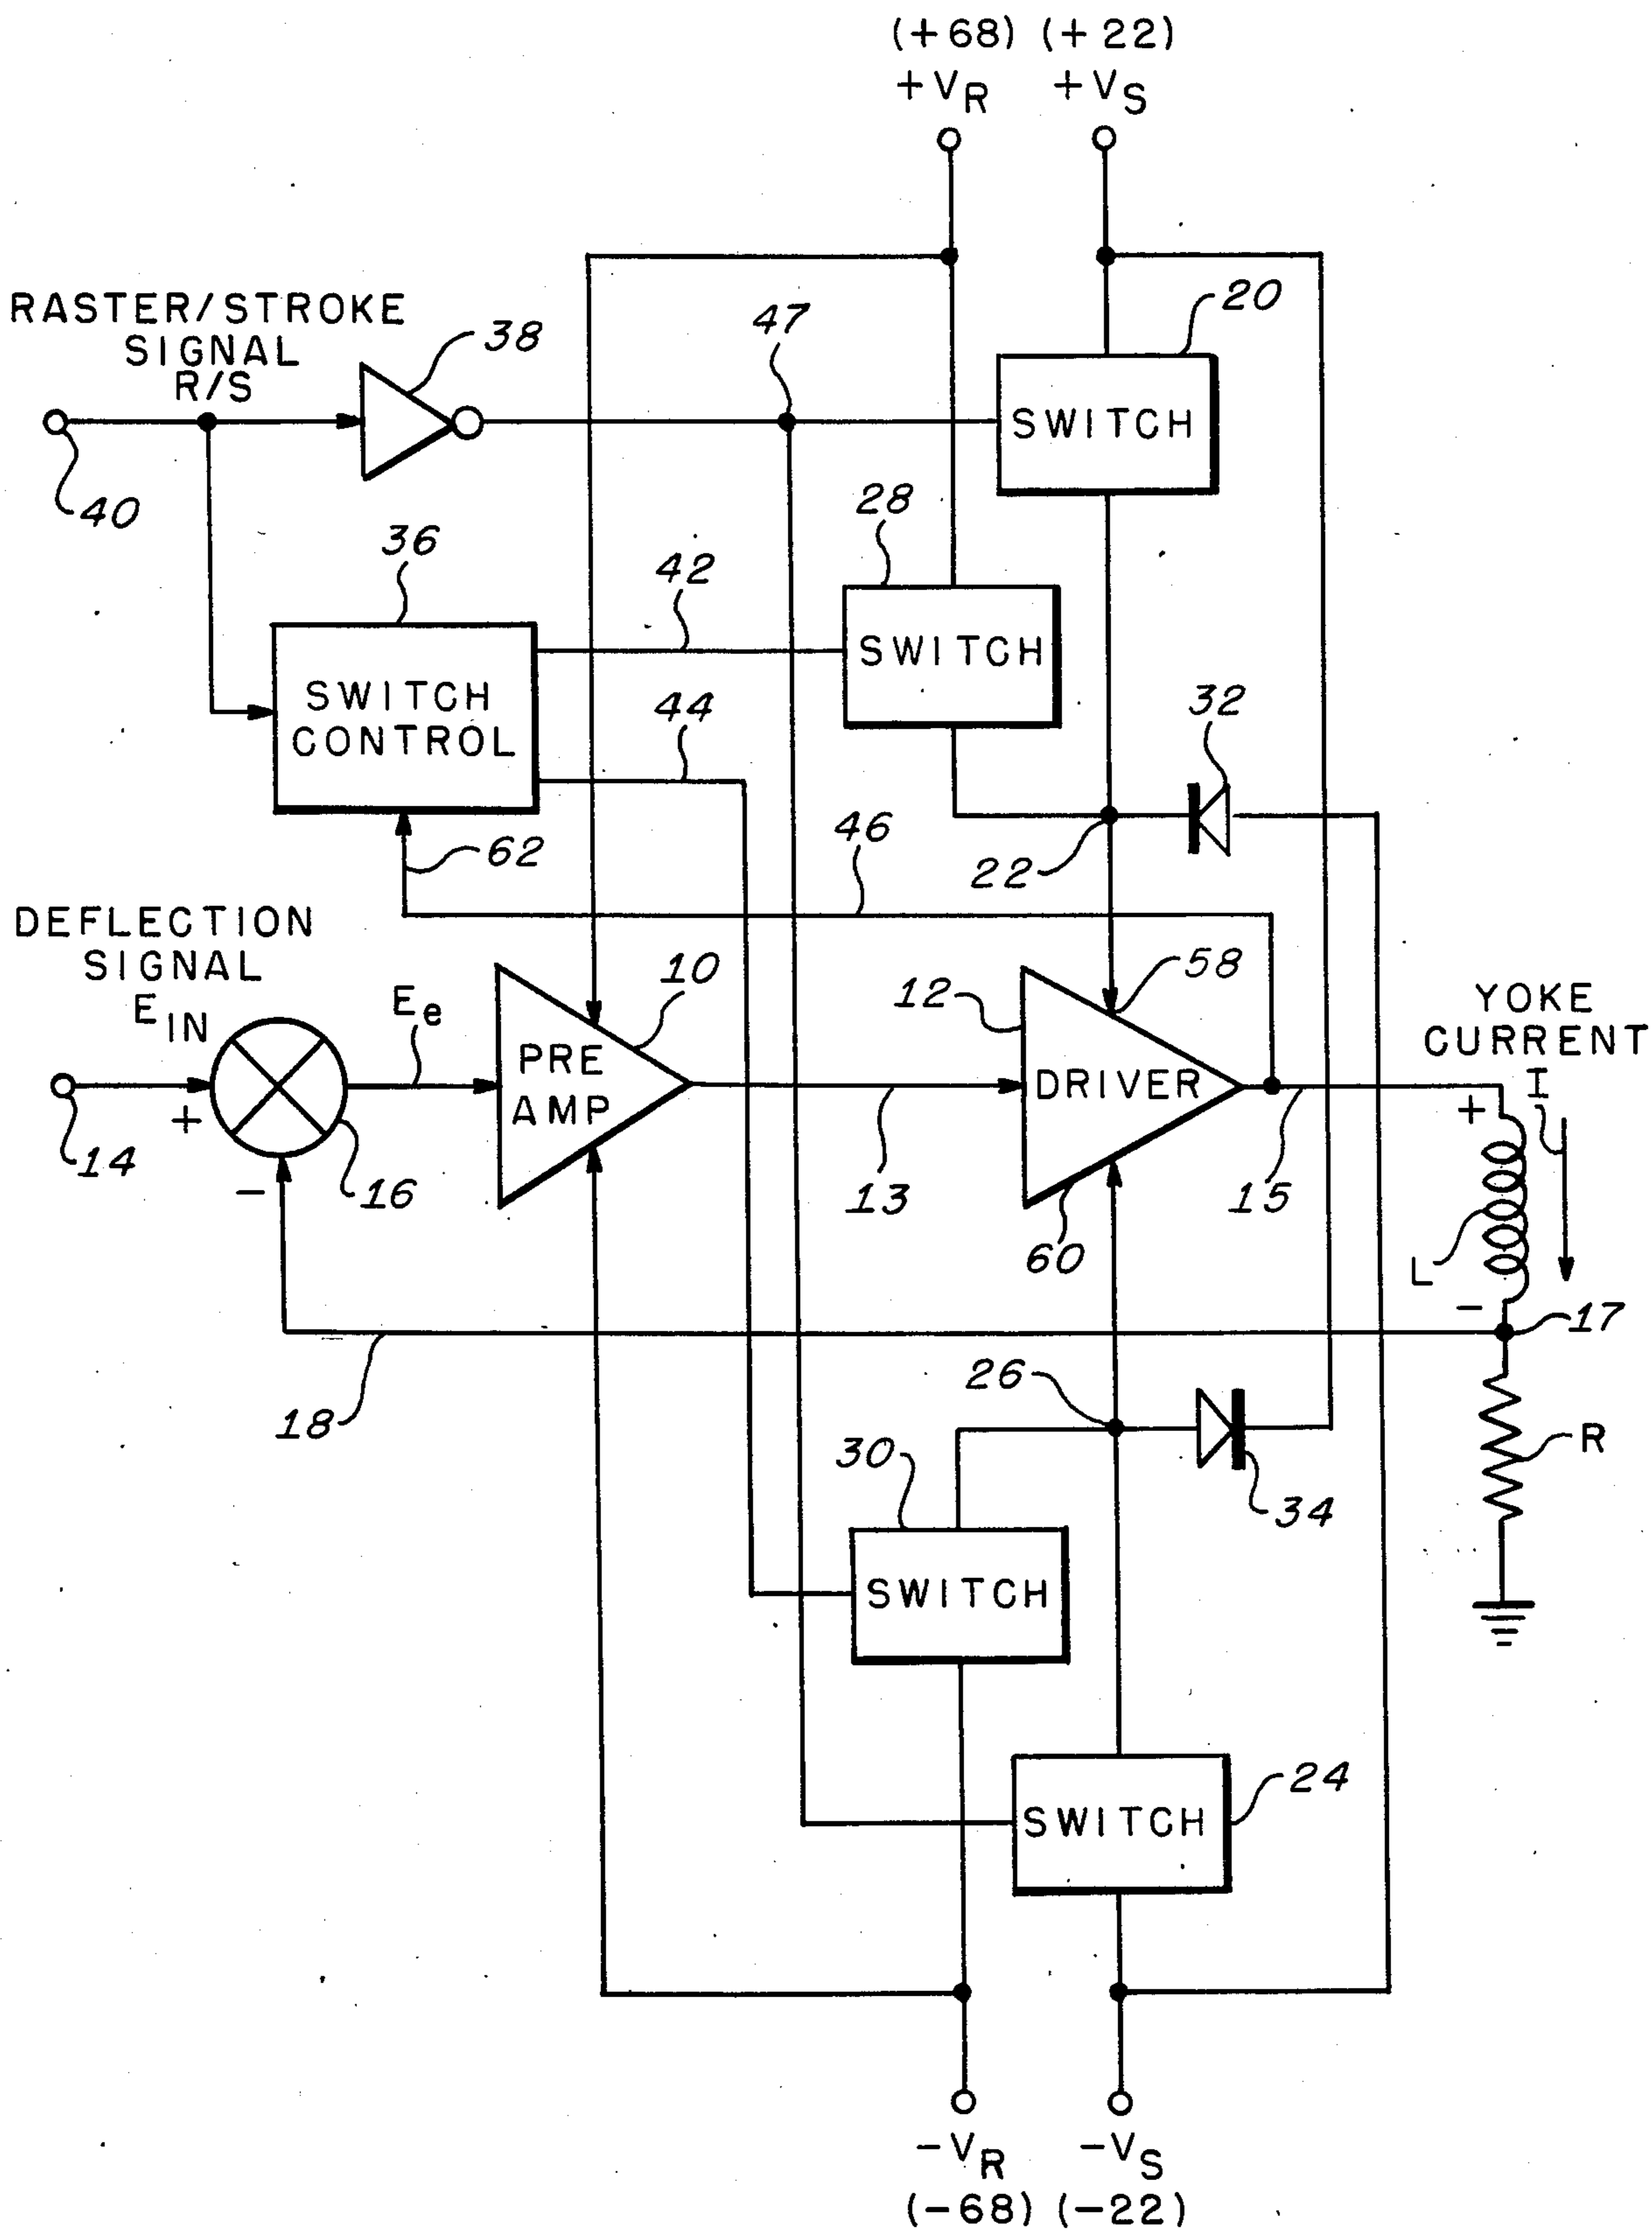 (+68) (+22)
+VR +VS
RASTER/STROKE
SIGNAL
R/S
38
47
20
SWITCH
40
36
42
28
SWITCH
SWITCH
CONTROL
44
32
62
46
22
DEFLECTION
SIGNAL
EIN
Ee
10
12
58
YOKE
CURRENT
I
PRE
AMP
DRIVER
+
+
14
-
16
13
60
15
L
-
17
18
26
30
34
R
SWITCH
24
SWITCH
-VR -VS
(-68) (-22)